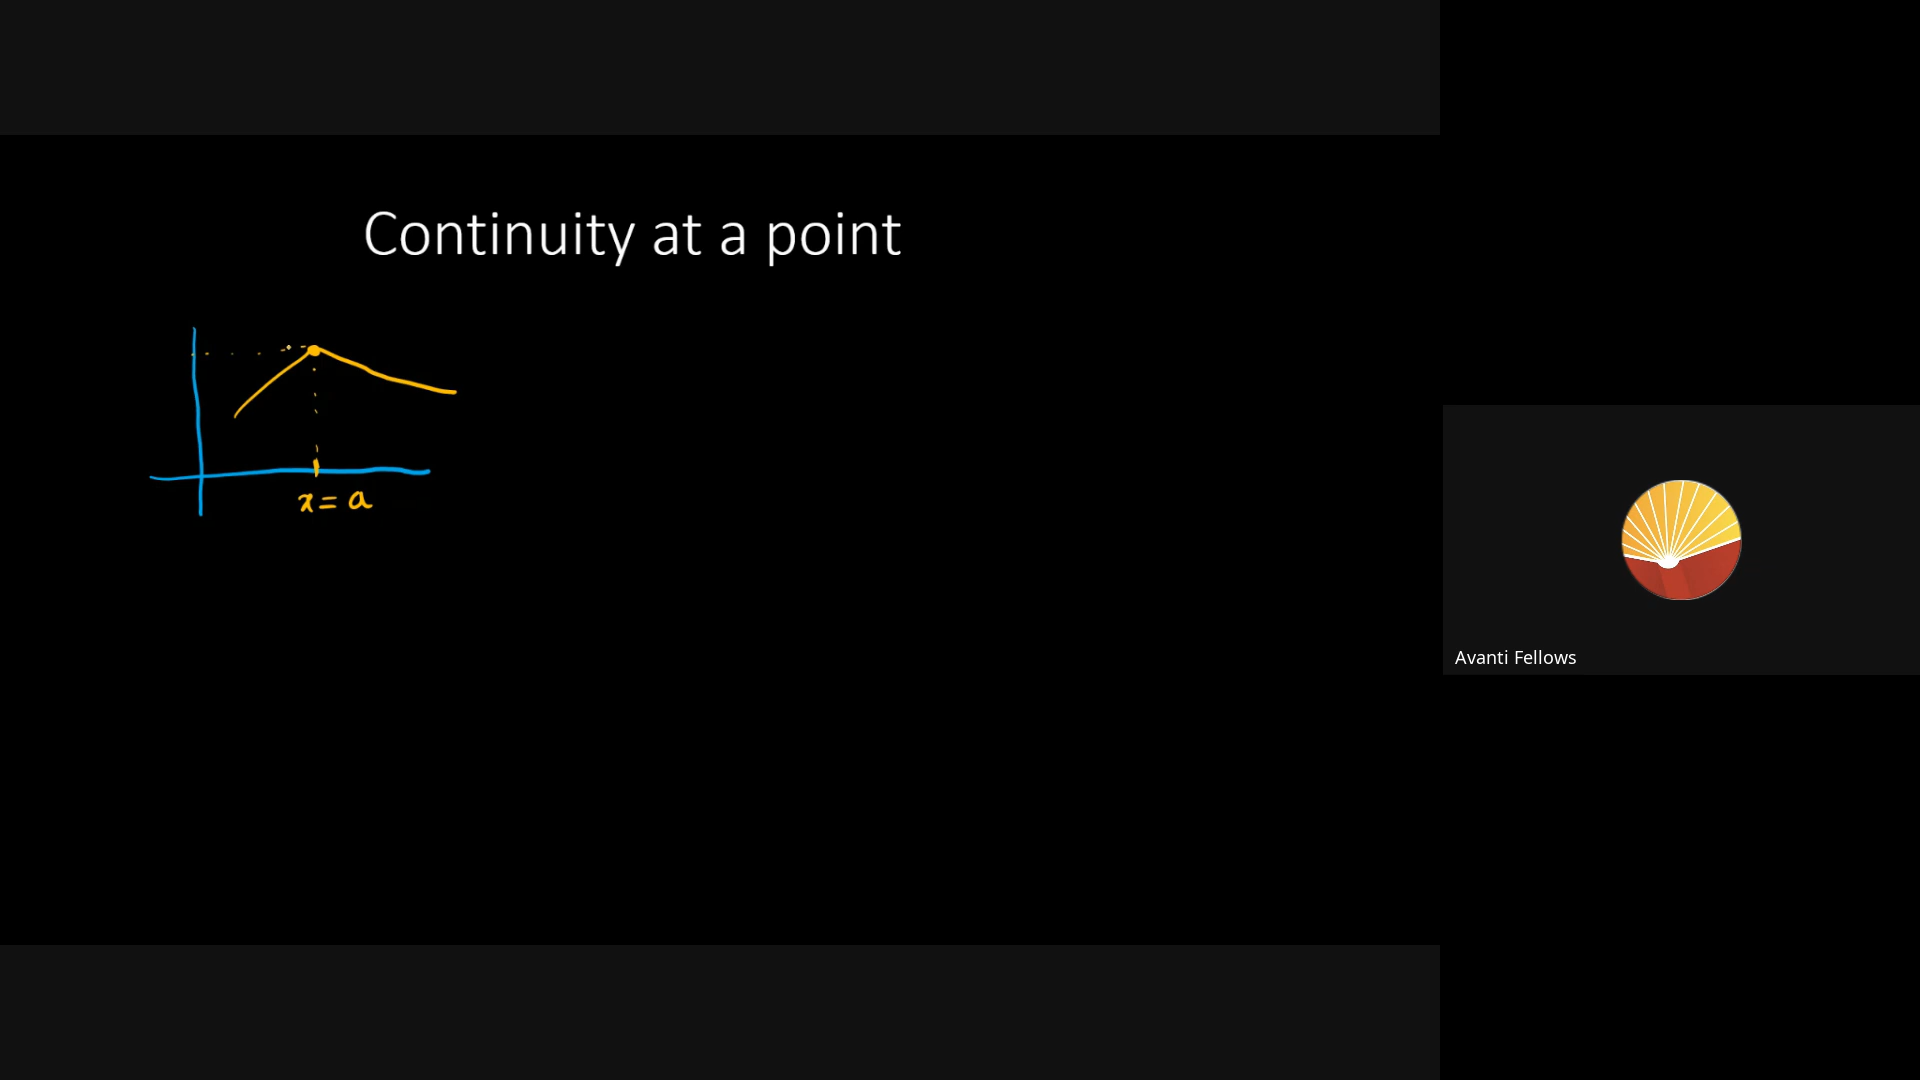 Continuity at a point
x = a
Avanti Fellows